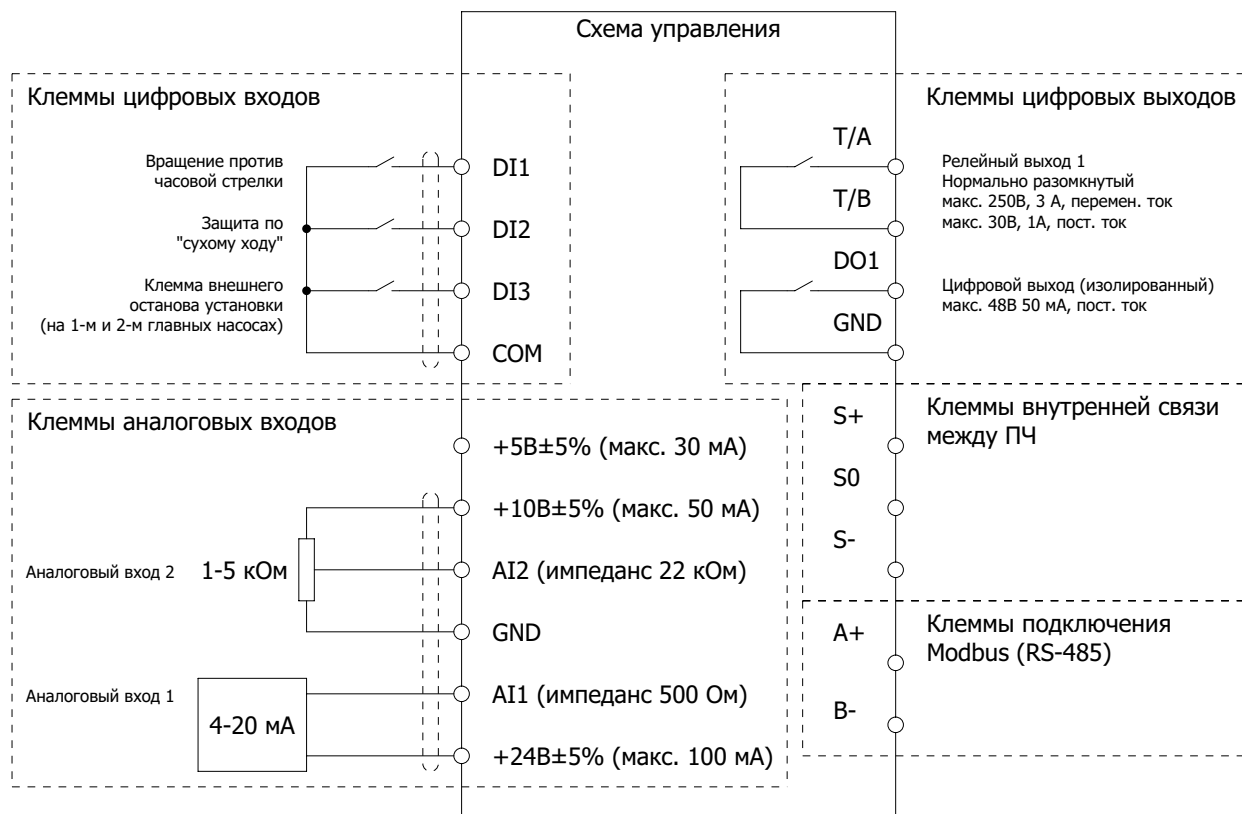 Схема управления
Клеммы цифровых входов
Вращение против
часовой стрелки
DI1
Защита по
"сухому ходу"
DI2
Клемма внешнего
останова установки
(на 1-м и 2-м главных насосах)
DI3
COM
Клеммы цифровых выходов
T/A
Релейный выход 1
Нормально разомкнутый
макс. 250В, 3 А, перемен. ток
макс. 30В, 1А, пост. ток
T/B
DO1
Цифровой выход (изолированный)
макс. 48В 50 мА, пост. ток
GND
Клеммы аналоговых входов
+5В±5% (макс. 30 мА)
+10В±5% (макс. 50 мА)
Аналоговый вход 2
1-5 кОм
AI2 (импеданс 22 кОм)
GND
Аналоговый вход 1
4-20 мА
AI1 (импеданс 500 Ом)
+24В±5% (макс. 100 мА)
S+
Клеммы внутренней связи
между ПЧ
S0
S-
A+
Клеммы подключения
Modbus (RS-485)
B-